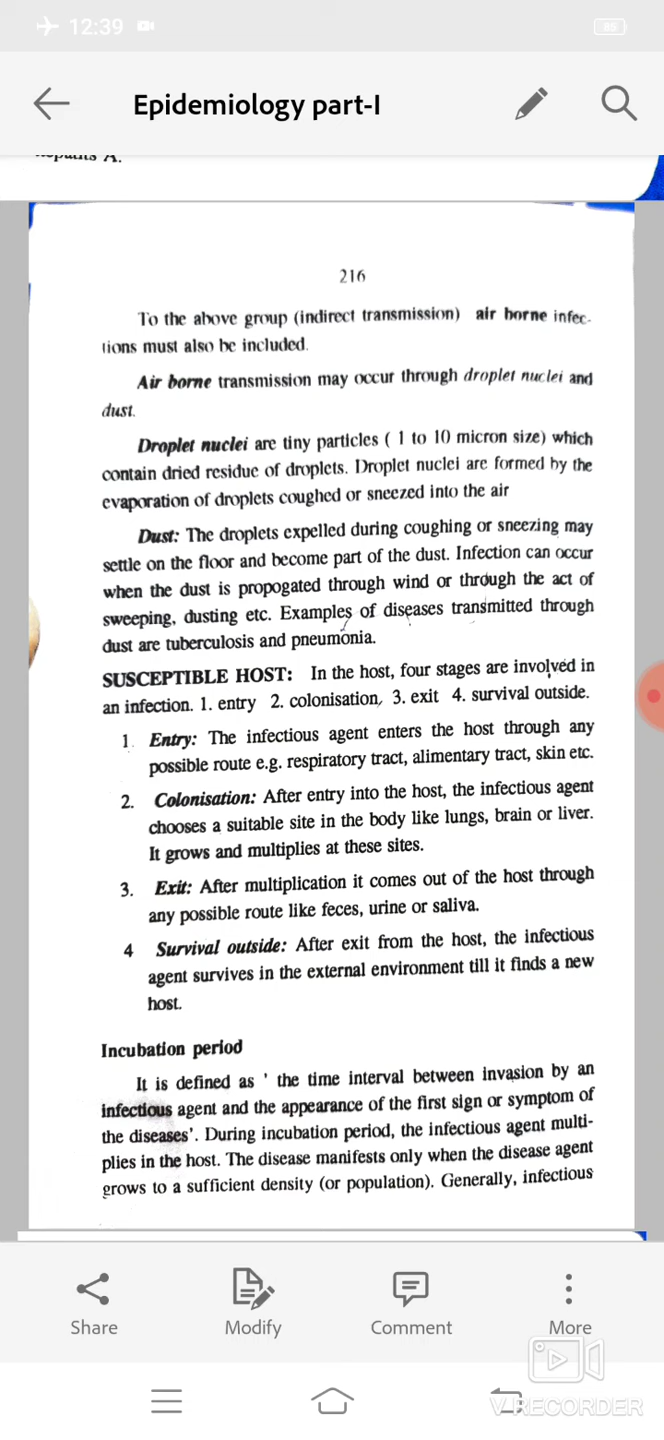 12:39
85
Epidemiology part-I
216
To the above group (indirect transmission) air borne infec-
tions must also be included.
Air borne transmission may occur through droplet nuclei and
dust.
Droplet nuclei are tiny particles ( 1 to 10 micron size) which
contain dried residue of droplets. Droplet nuclei are formed by the
evaporation of droplets coughed or sneezed into the air
Dust: The droplets expelled during coughing or sneezing may
settle on the floor and become part of the dust. Infection can occur
when the dust is propogated through wind or through the act of
sweeping, dusting etc. Examples of diseases transmitted through
dust are tuberculosis and pneumonia.
SUSCEPTIBLE HOST: In the host, four stages are involved in
an infection. 1. entry 2. colonisation, 3. exit 4. survival outside.
1. Entry: The infectious agent enters the host through any
possible route e.g. respiratory tract, alimentary tract, skin etc.
2. Colonisation: After entry into the host, the infectious agent
chooses a suitable site in the body like lungs, brain or liver.
It grows and multiplies at these sites.
3. Exit: After multiplication it comes out of the host through
any possible route like feces, urine or saliva.
4 Survival outside: After exit from the host, the infectious
agent survives in the external environment till it finds a new
host.
Incubation period
It is defined as ' the time interval between invasion by an
infectious agent and the appearance of the first sign or symptom of
the diseases'. During incubation period, the infectious agent multi-
plies in the host. The disease manifests only when the disease agent
grows to a sufficient density (or population). Generally, infectious
Share
Modify
Comment
More
V RECORDER